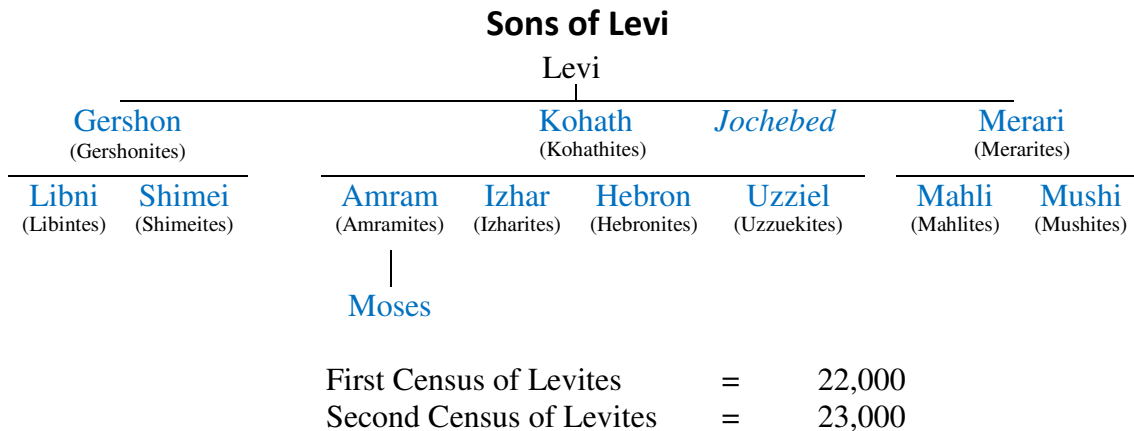 Sons of Levi
Levi
Gershon Kohath Jochebed Merari
(Gershonites) (Kohathites) (Merarites)
Libni Shimei Amram Izhar Hebron Uzziel Mahli Mushi
(Libintes) (Shimeites) (Amramites) (Izharites) (Hebronites) (Uzzuekites) (Mahlites) (Mushites)
Moses
First Census of Levites = 22,000
Second Census of Levites = 23,000